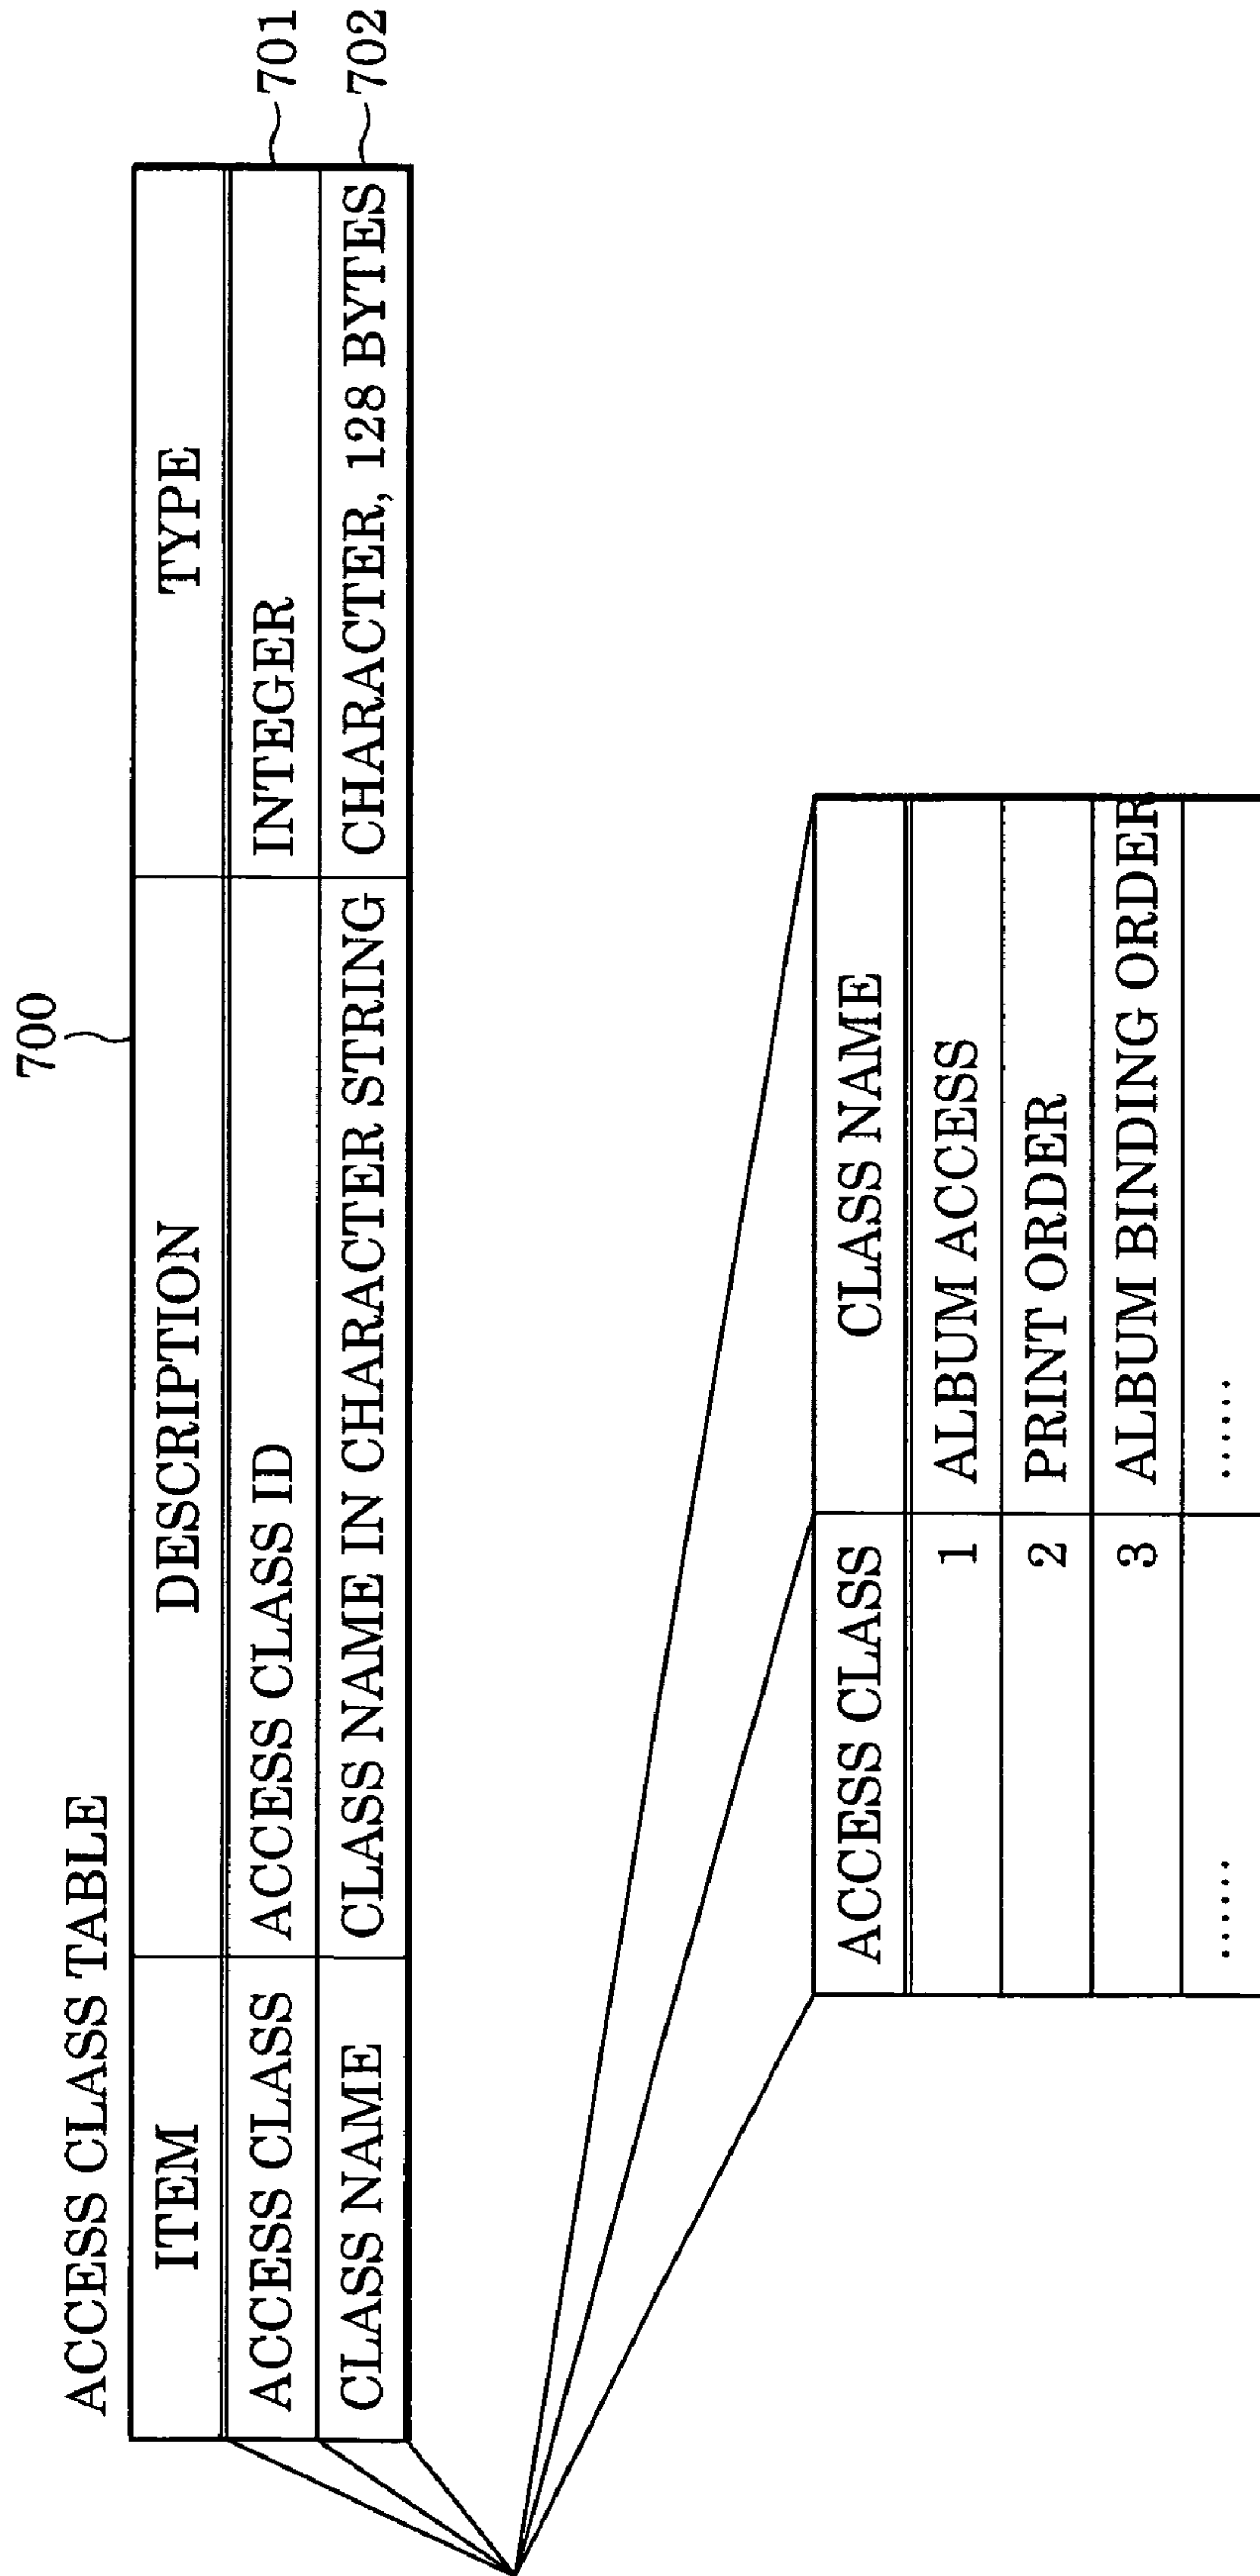 ACCESS CLASS TABLE
700
ITEM DESCRIPTION TYPE
ACCESS CLASS ACCESS CLASS ID INTEGER 701
CLASS NAME CLASS NAME IN CHARACTER STRING CHARACTER, 128 BYTES 702
ACCESS CLASS CLASS NAME
1 ALBUM ACCESS
2 PRINT ORDER
3 ALBUM BINDING ORDER
...... ......